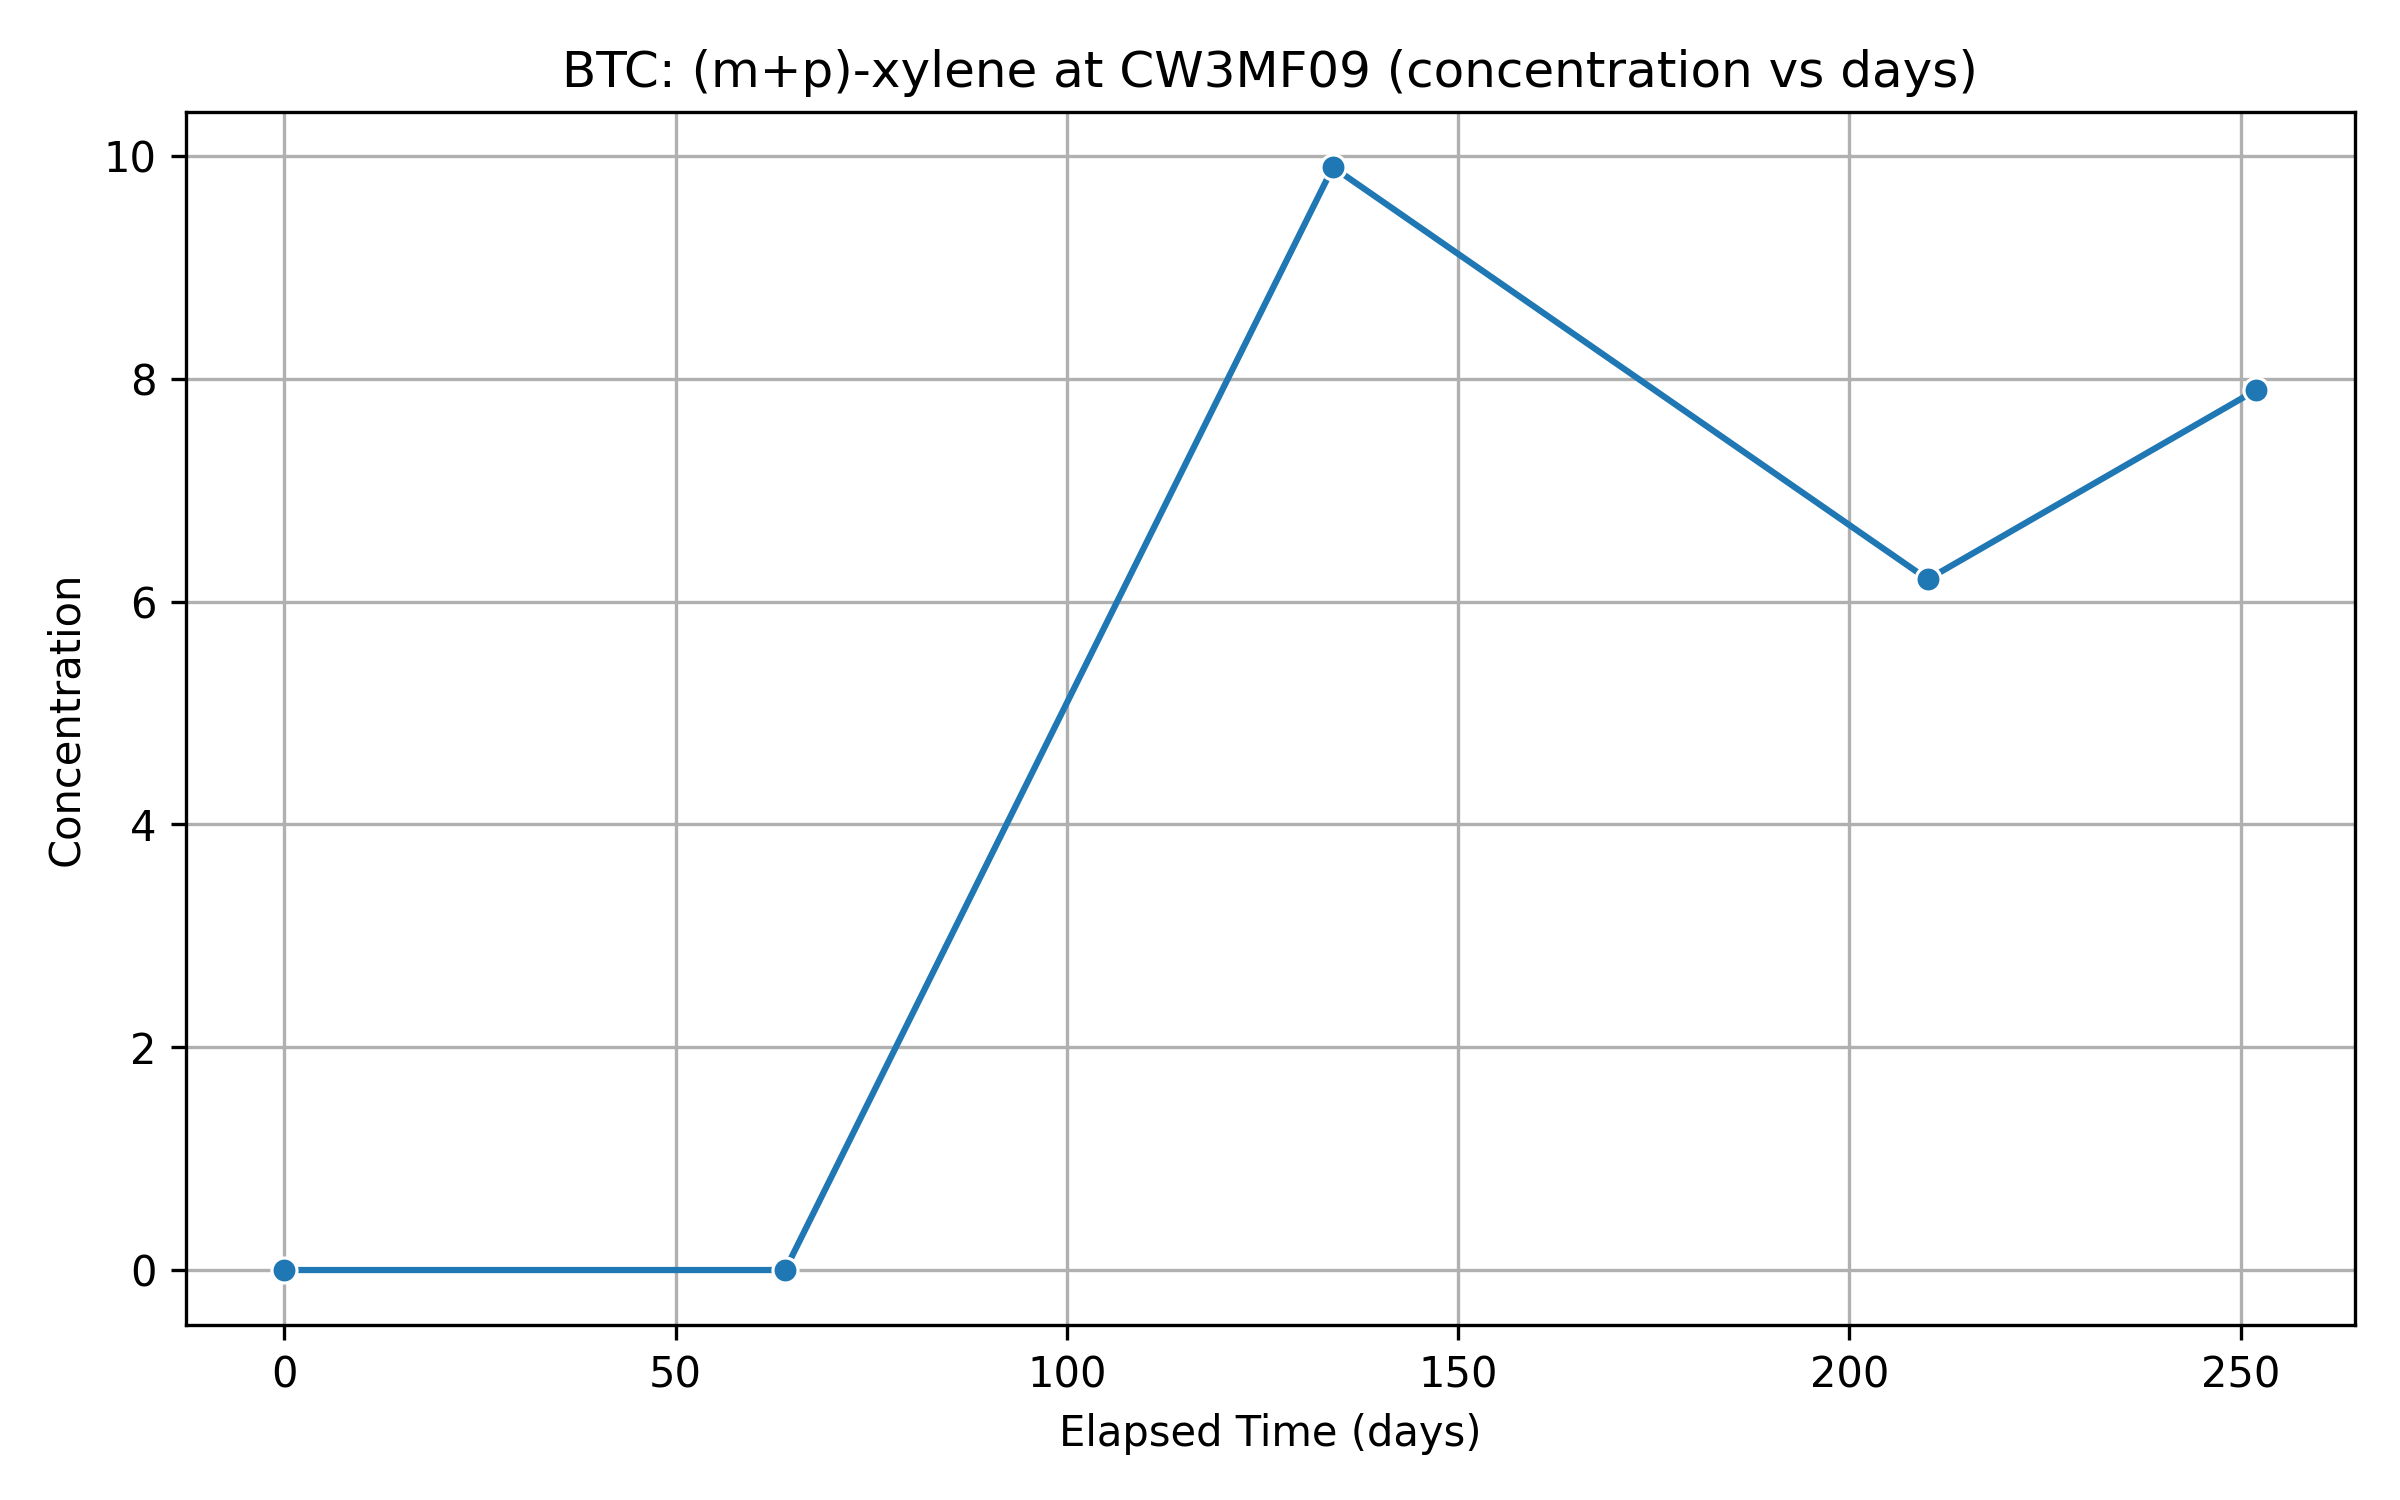 BTC: (m+p)-xylene at CW3MF09 (concentration vs days)
10
8
6
4
2
0
Concentration
0 50 100 150 200 250
Elapsed Time (days)